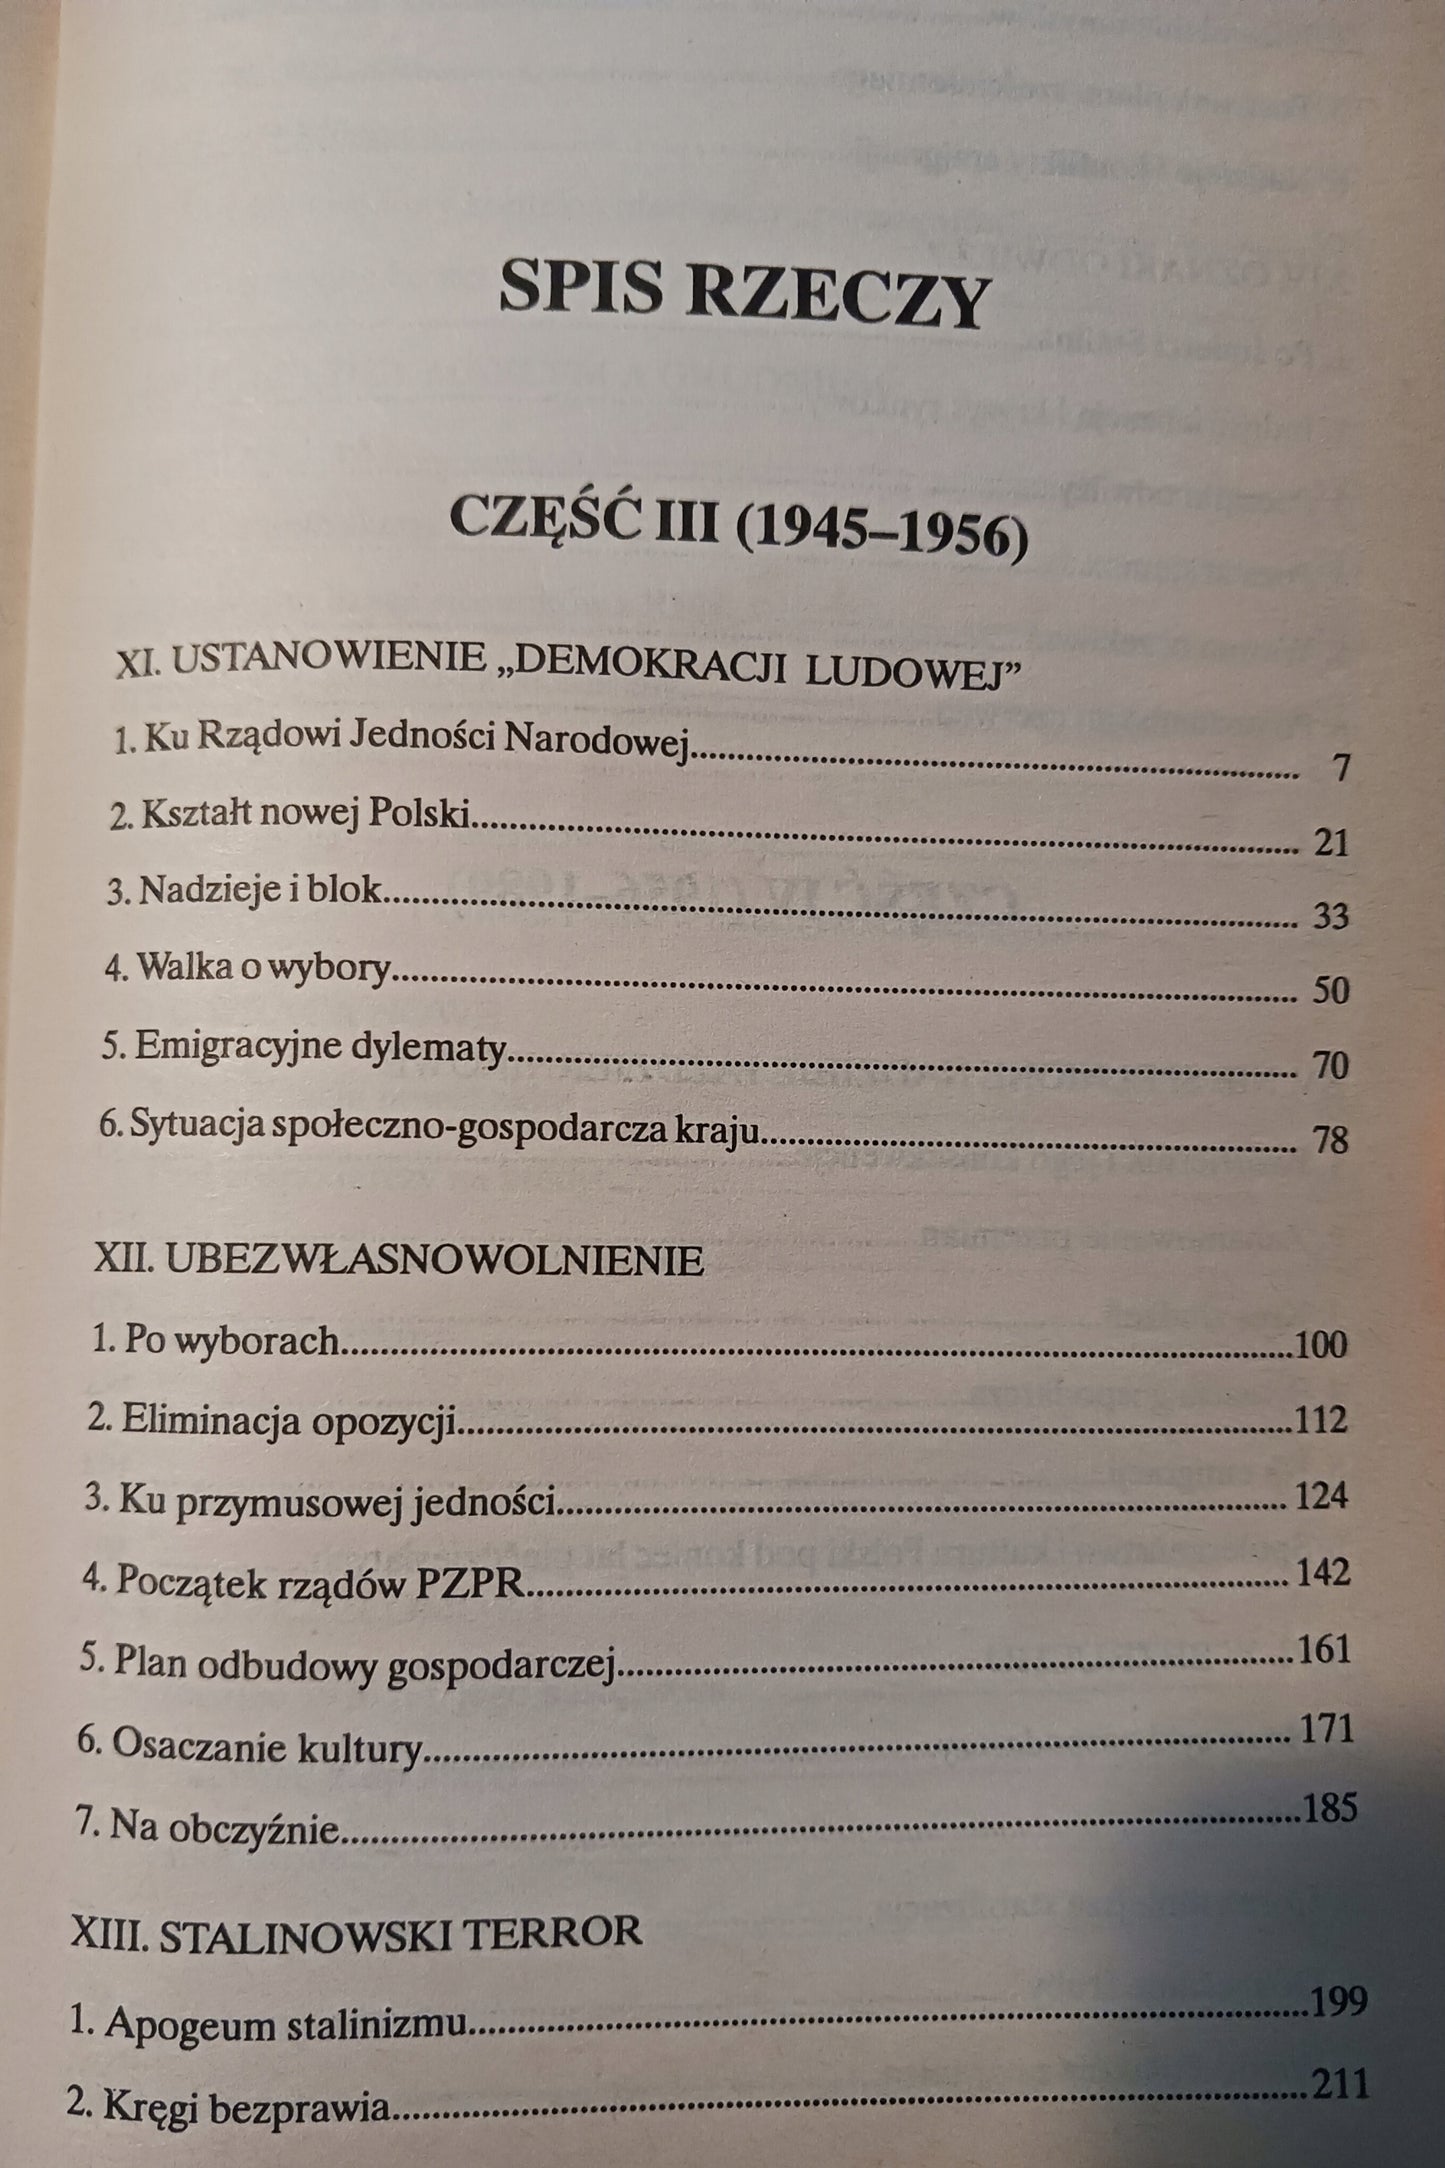 SPIS RZECZY
CZĘŚĆ III (1945–1956)
XI. USTANOWIENIE „DEMOKRACJI LUDOWEJ”
1. Ku Rządowi Jedności Narodowej........ 7
2. Kształt nowej Polski........ 21
3. Nadzieje i blok........ 33
4. Walka o wybory........ 50
5. Emigracyjne dylematy........ 70
6. Sytuacja społeczno-gospodarcza kraju........ 78
XII. UBEZWŁASNOWOLNIENIE
1. Po wyborach........100
2. Eliminacja opozycji........112
3. Ku przymusowej jedności........ 124
4. Początek rządów PZPR........ 142
5. Plan odbudowy gospodarczej........161
6. Osaczanie kultury........ 171
7. Na obczyźnie........185
XIII. STALINOWSKI TERROR
1. Apogeum stalinizmu........199
2. Kręgi bezprawia........211